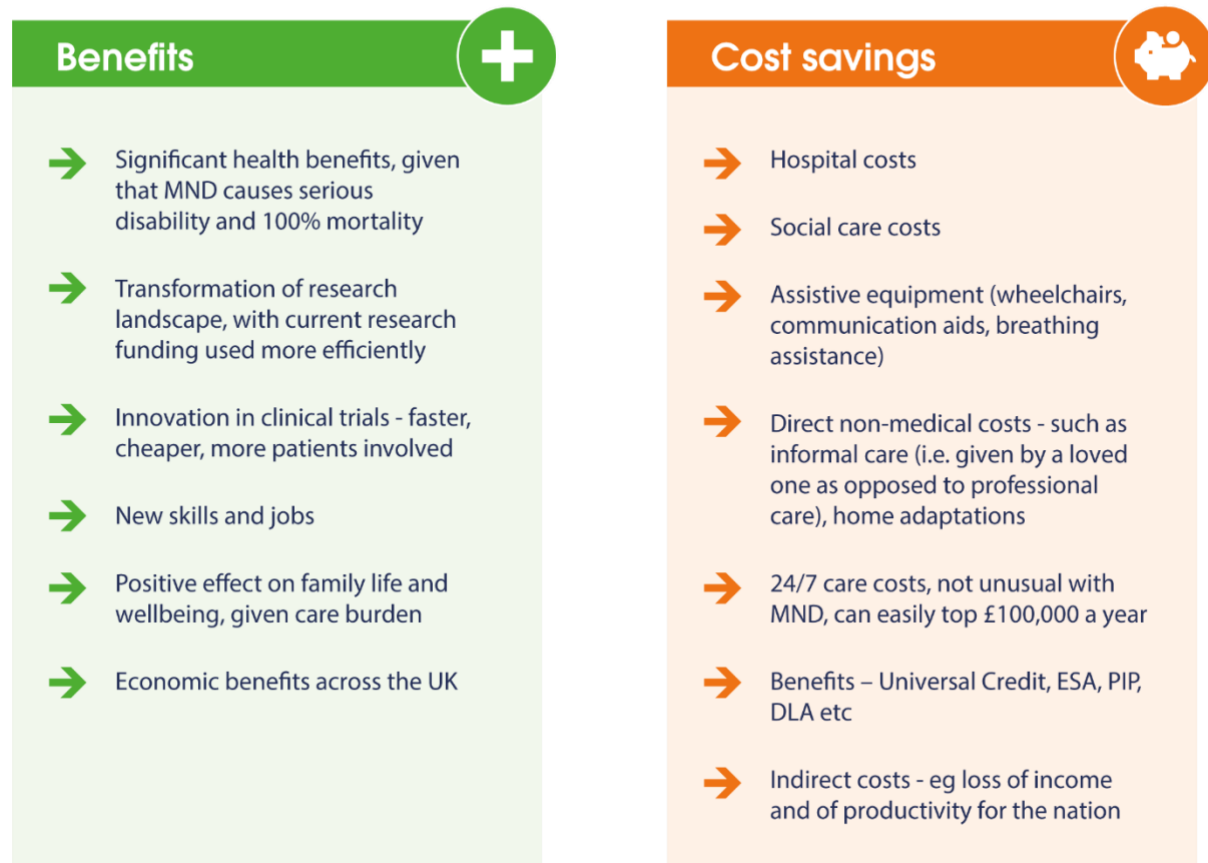 Benefits
Significant health benefits, given
that MND causes serious
disability and 100% mortality
Transformation of research
landscape, with current research
funding used more efficiently
Innovation in clinical trials - faster,
cheaper, more patients involved
New skills and jobs
Positive effect on family life and
wellbeing, given care burden
Economic benefits across the UK
Cost savings
Hospital costs
Social care costs
Assistive equipment (wheelchairs,
communication aids, breathing
assistance)
Direct non-medical costs - such as
informal care (i.e. given by a loved
one as opposed to professional
care), home adaptations
24/7 care costs, not unusual with
MND, can easily top £100,000 a year
Benefits – Universal Credit, ESA, PIP,
DLA etc
Indirect costs - eg loss of income
and of productivity for the nation